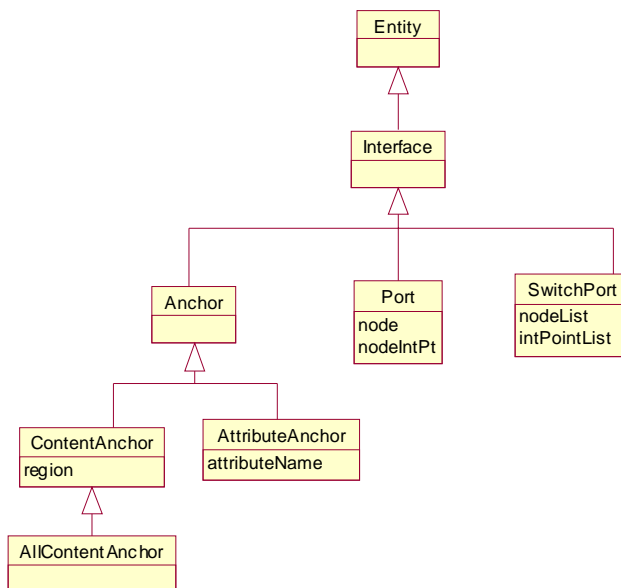 Entity
Interface
Anchor
Port
node
nodeIntPt
SwitchPort
nodeList
intPointList
ContentAnchor
region
AttributeAnchor
attributeName
AllContentAnchor